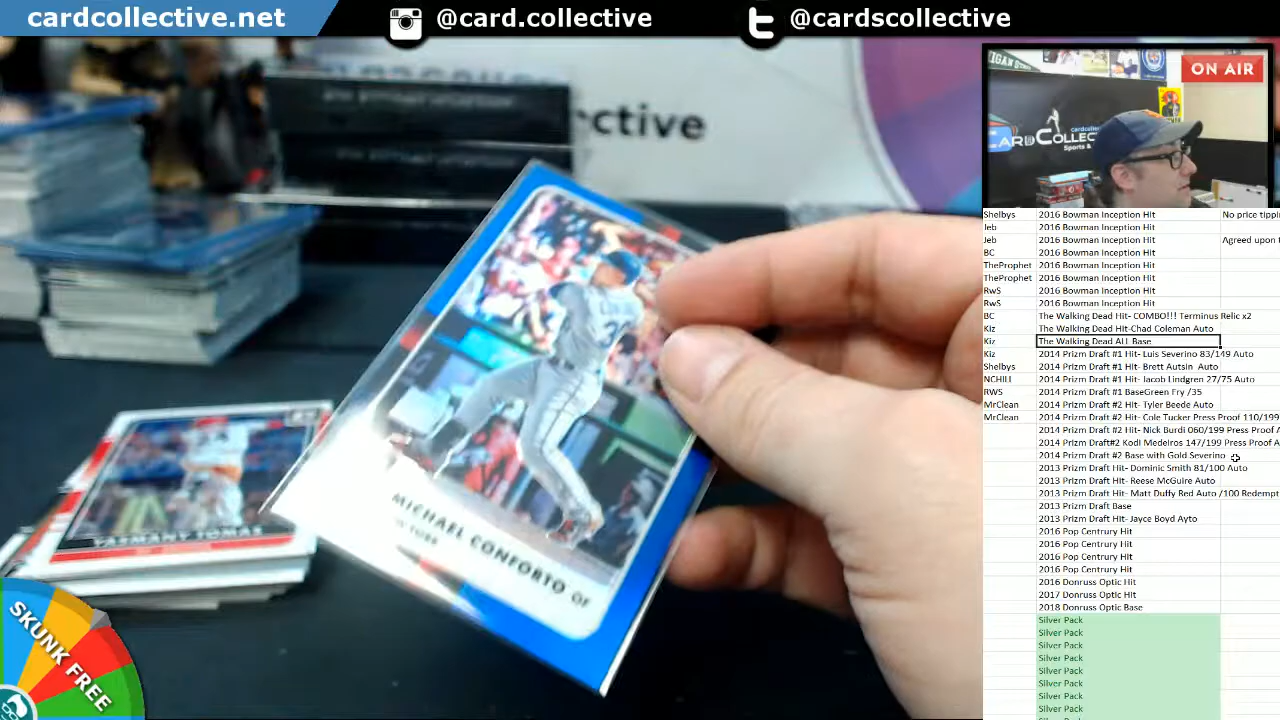 cardcollective.net
@card.collective
@cardscollective
ON AIR
ctive
CARDCOLLEC
Sports &
MICHAEL CONFORTO OF
YORK
YASMANY TOMAS
SKUNK FREE
Shelbys 2016 Bowman Inception Hit No price tipp
Jeb 2016 Bowman Inception Hit
Jeb 2016 Bowman Inception Hit Agreed upon t
BC 2016 Bowman Inception Hit
TheProphet 2016 Bowman Inception Hit
TheProphet 2016 Bowman Inception Hit
RwS 2016 Bowman Inception Hit
RwS 2016 Bowman Inception Hit
BC The Walking Dead Hit- COMBO!!! Terminus Relic x2
Kiz The Walking Dead Hit-Chad Coleman Auto
Kiz The Walking Dead ALL Base
Kiz 2014 Prizm Draft #1 Hit- Luis Severino 83/149 Auto
Shelbys 2014 Prizm Draft #1 Hit- Brett Autsin Auto
NCHILL 2014 Prizm Draft #1 Hit- Jacob Lindgren 27/75 Auto
RWS 2014 Prizm Draft #1 BaseGreen Fry /35
MrClean 2014 Prizm Draft #2 Hit- Tyler Beede Auto
MrClean 2014 Prizm Draft #2 Hit- Cole Tucker Press Proof 110/199
2014 Prizm Draft #2 Hit- Nick Burdi 060/199 Press Proof A
2014 Prizm Draft#2 Kodi Medeiros 147/199 Press Proof A
2014 Prizm Draft #2 Base with Gold Severino
2013 Prizm Draft Hit- Dominic Smith 81/100 Auto
2013 Prizm Draft Hit- Reese McGuire Auto
2013 Prizm Draft Hit- Matt Duffy Red Auto /100 Redempt
2013 Prizm Draft Base
2013 Prizm Draft Hit- Jayce Boyd Ayto
2016 Pop Centrury Hit
2016 Pop Centrury Hit
2016 Pop Centrury Hit
2016 Pop Centrury Hit
2016 Donruss Optic Hit
2017 Donruss Optic Hit
2018 Donruss Optic Base
Silver Pack
Silver Pack
Silver Pack
Silver Pack
Silver Pack
Silver Pack
Silver Pack
Silver Pack